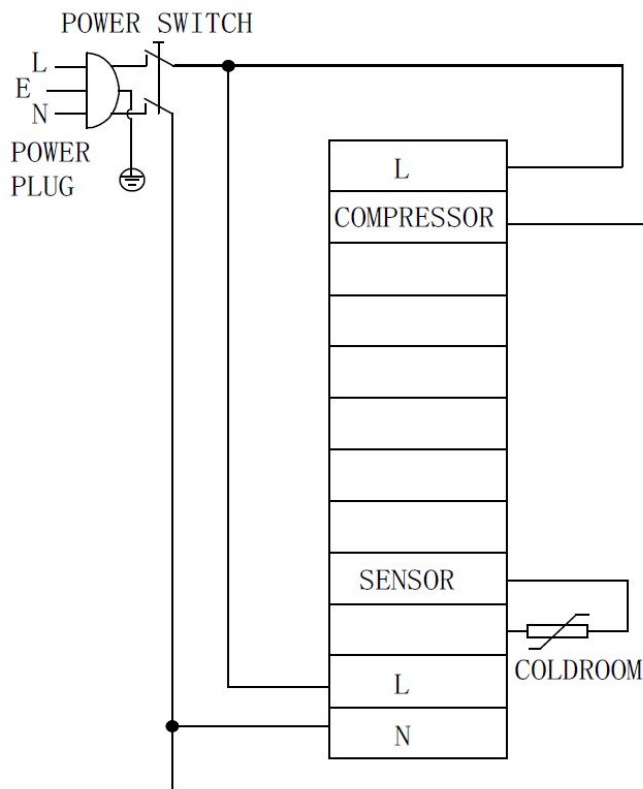 POWER SWITCH
L
E
N
POWER
PLUG
L
COMPRESSOR
SENSOR
COLDROOM
L
N